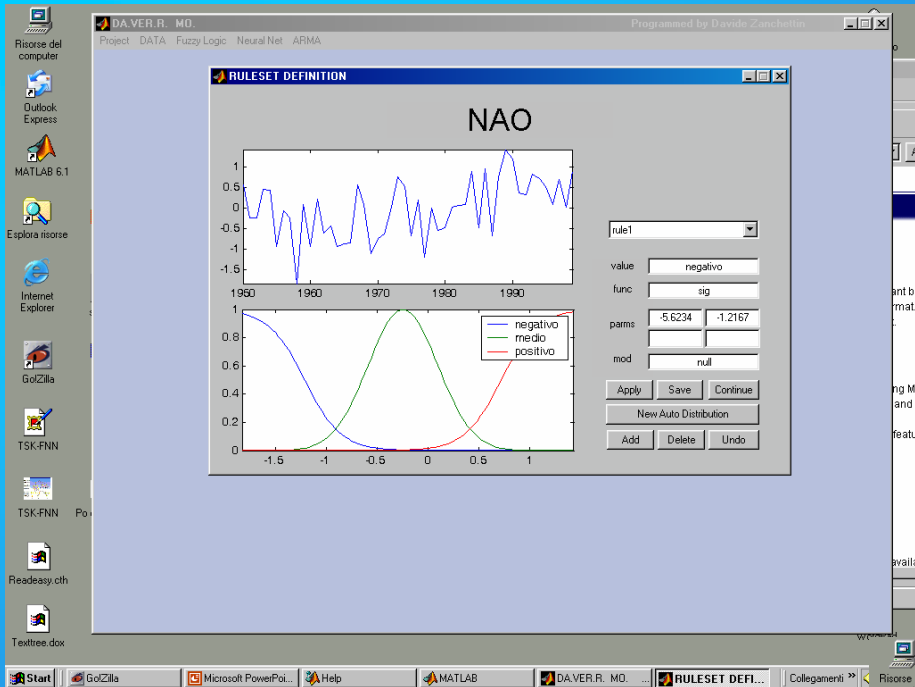 Risorse del
computer
Outlook
Express
MATLAB 6.1
Esplora risorse
Internet
Explorer
Go!Zilla
TSK-FNN
TSK-FNN
Readeasy.cth
Texttree.dox
DA.VER.R. MO.
Programmed by Davide Zanchettin
Project DATA Fuzzy Logic Neural Net ARMA
RULESET DEFINITION
NAO
1
0.5
0
-0.5
-1
-1.5
1950 1960 1970 1980 1990
1
0.8
0.6
0.4
0.2
0
-1.5 -1 -0.5 0 0.5 1
negativo
medio
positivo
rule1
value negativo
func sig
parms -5.6234 -1.2167
mod null
Apply Save Continue
New Auto Distribution
Add Delete Undo
Start Go!Zilla Microsoft PowerPoi... Help MATLAB DA.VER.R. MO. ... RULESET DEFI... Collegamenti » Risorse